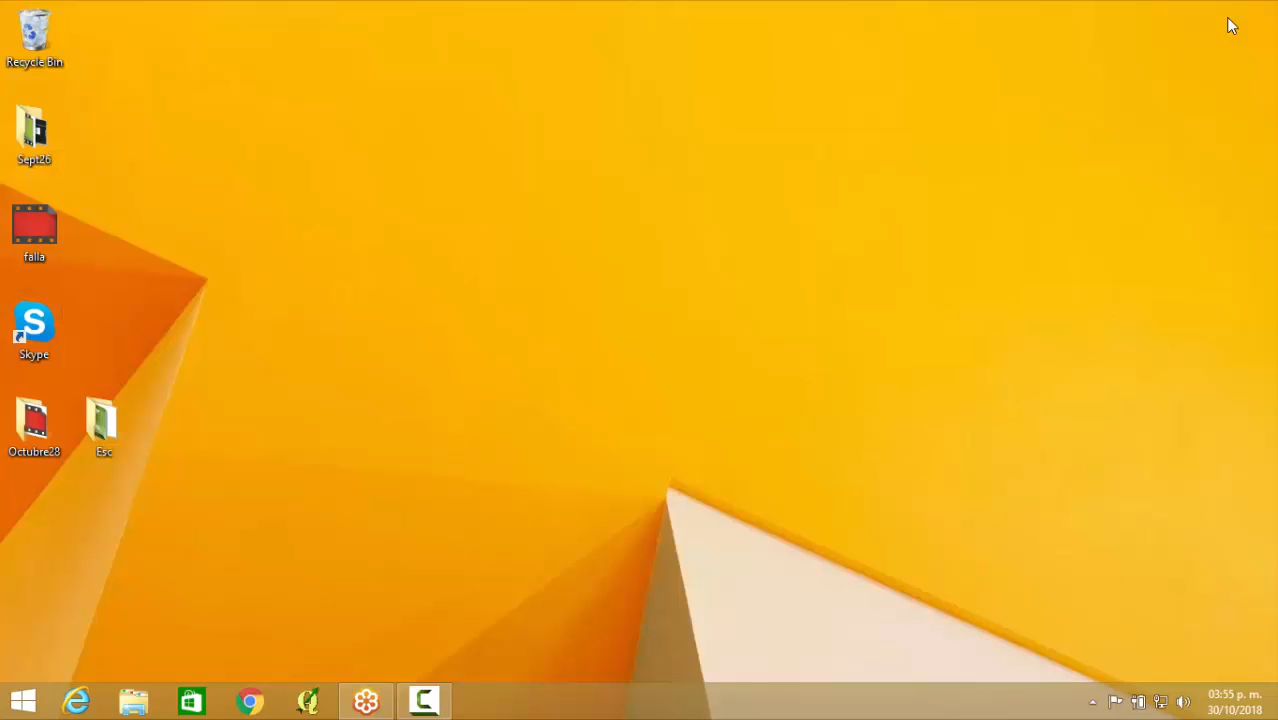 Recycle Bin
Sept26
falla
Skype
Octubre28
Esc
03:55 p. m.
30/10/2018